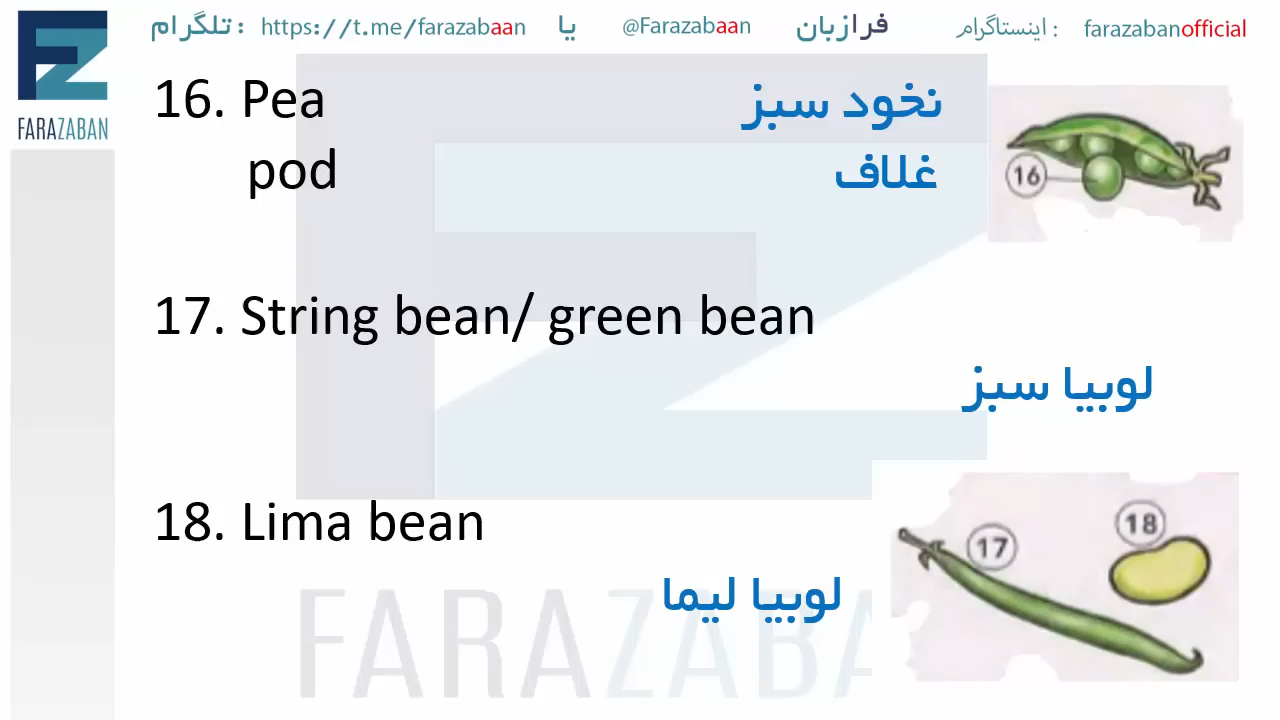 تلگرام : https://t.me/farazabaan یا @Farazabaan فرازبان اینستاگرام : farazabanofficial
FARAZABAN
16. Pea نخود سبز
pod غلاف
16
17. String bean/ green bean
لوبیا سبز
18. Lima bean
17 18
لوبیا لیما
FARAZABA